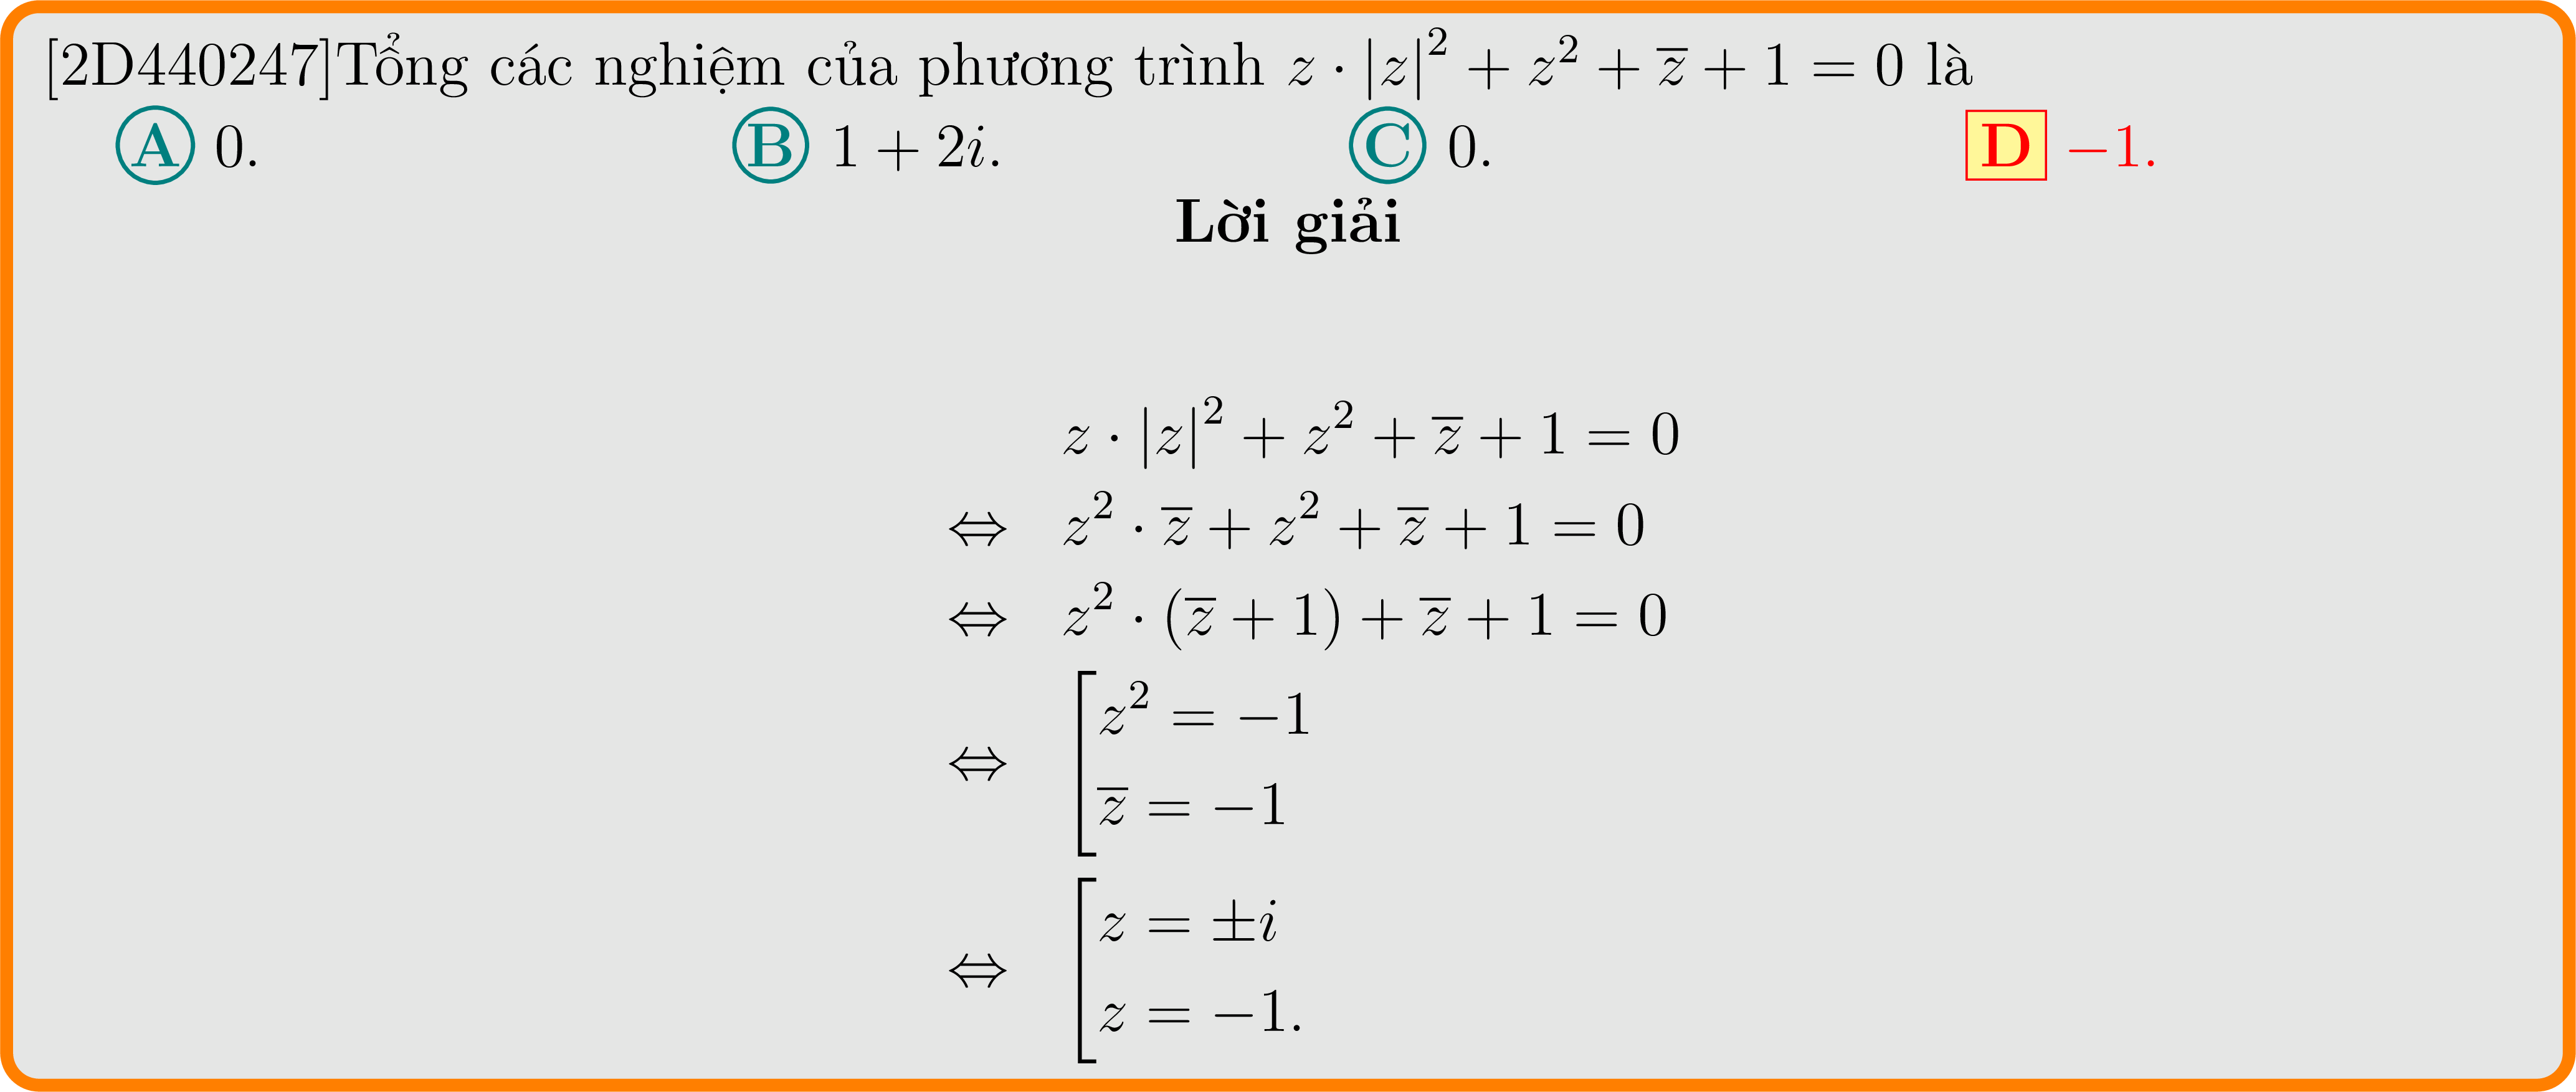 [2D440247]Tổng các nghiệm của phương trình $z \cdot |z|^2 + z^2 + \overline{z} + 1 = 0$ là
A 0. B $1 + 2i$. C 0. D $-1$.
Lời giải
$z \cdot |z|^2 + z^2 + \overline{z} + 1 = 0$
$\Leftrightarrow z^2 \cdot \overline{z} + z^2 + \overline{z} + 1 = 0$
$\Leftrightarrow z^2 \cdot (\overline{z} + 1) + \overline{z} + 1 = 0$
$\Leftrightarrow \left[\begin{array}{l} z^2 = -1 \\ \overline{z} = -1 \end{array}\right.$
$\Leftrightarrow \left[\begin{array}{l} z = \pm i \\ z = -1. \end{array}\right.$